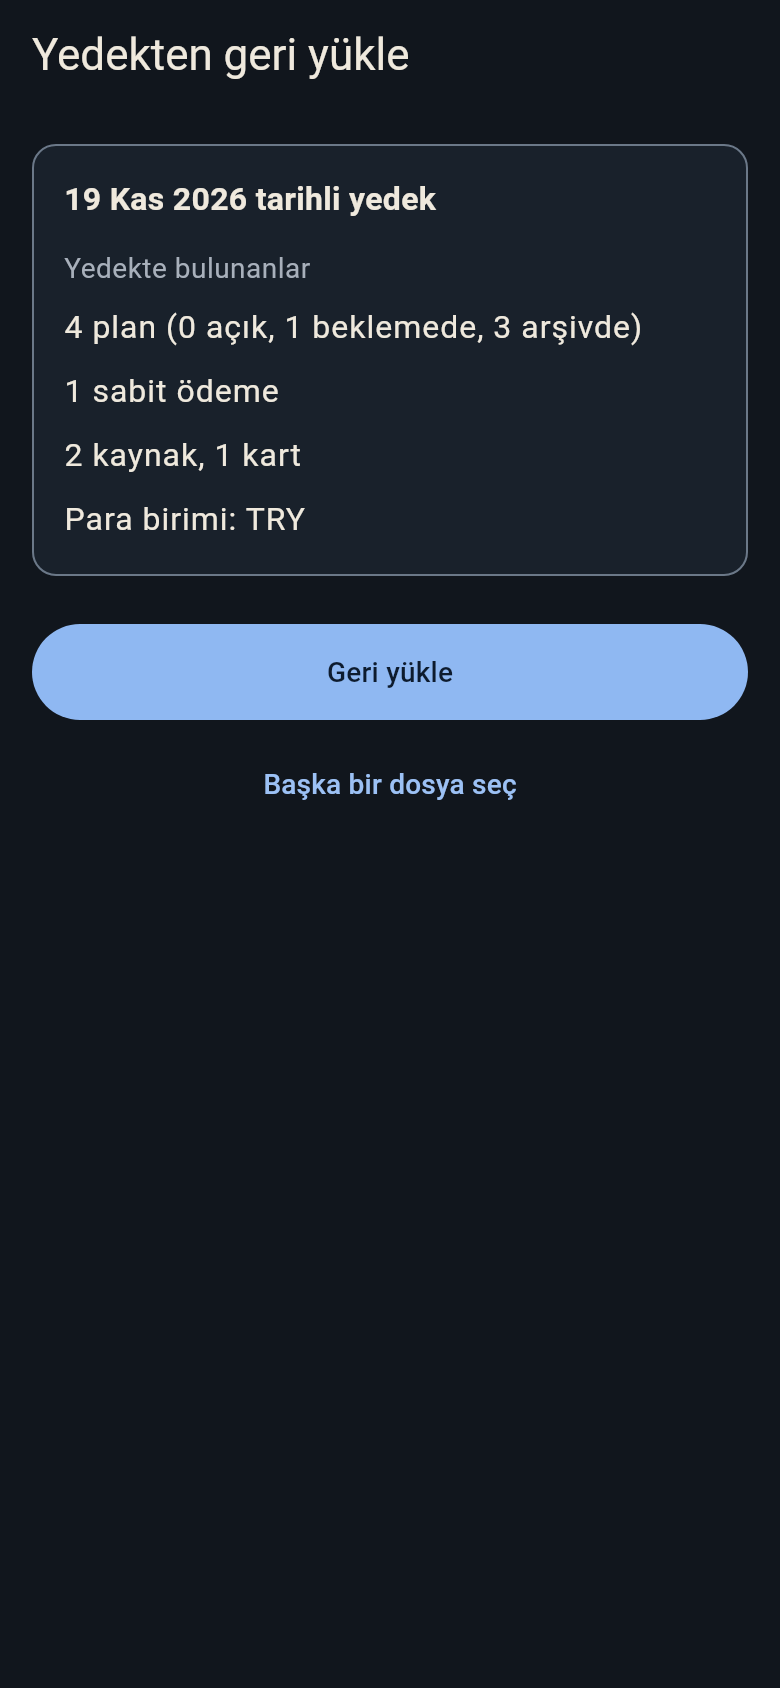 Yedekten geri yükle
19 Kas 2026 tarihli yedek
Yedekte bulunanlar
4 plan (0 açık, 1 beklemede, 3 arşivde)
1 sabit ödeme
2 kaynak, 1 kart
Para birimi: TRY
Geri yükle
Başka bir dosya seç